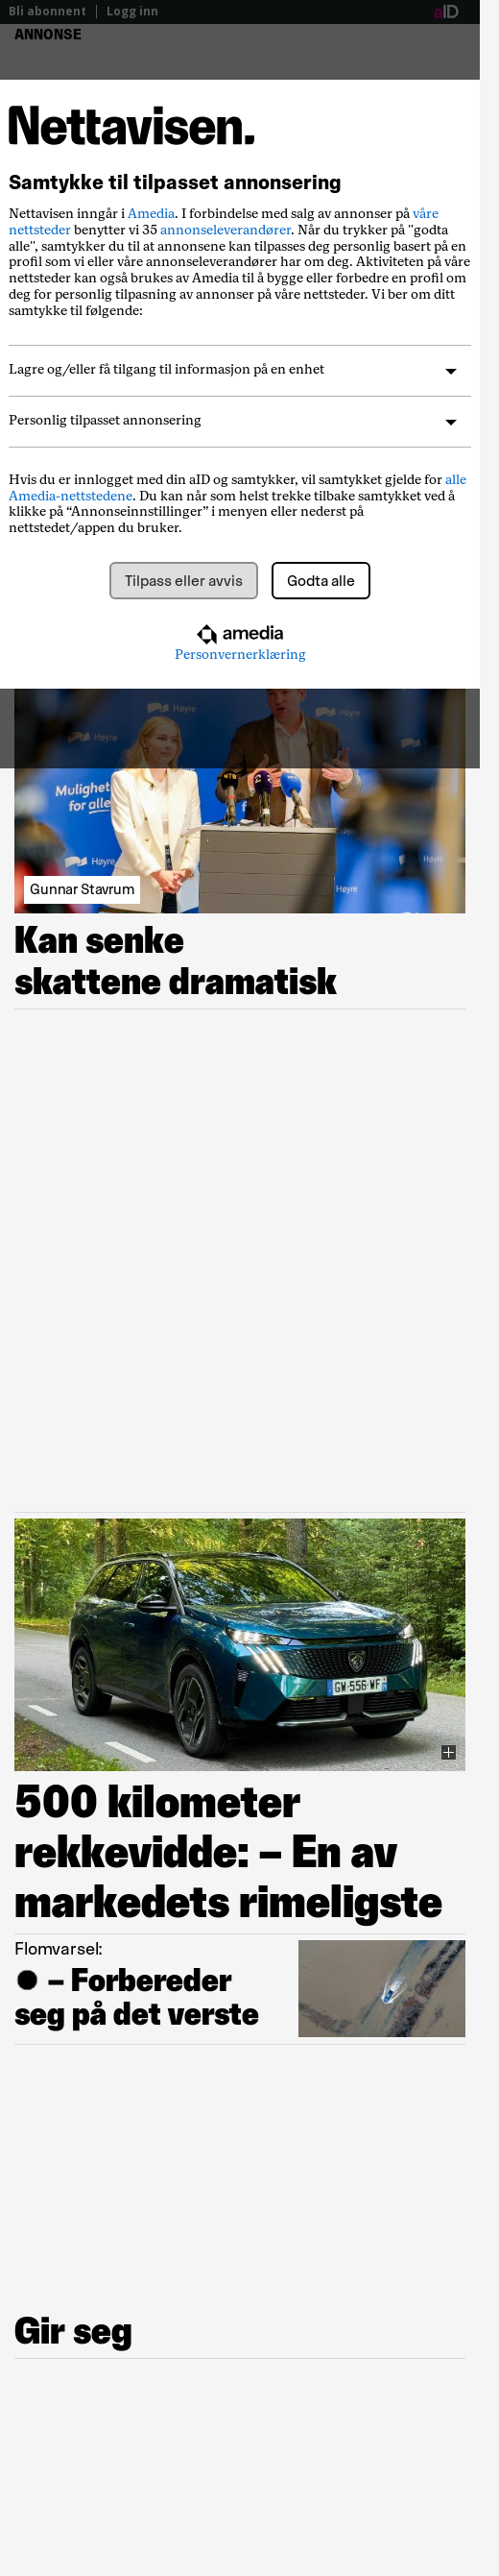 Bli abonnent | Logg inn
aID
ANNONSE
Nettavisen.
Samtykke til tilpasset annonsering
Nettavisen inngår i Amedia. I forbindelse med salg av annonser på våre
nettsteder benytter vi 35 annonseleverandører. Når du trykker på "godta
alle", samtykker du til at annonsene kan tilpasses deg personlig basert på en
profil som vi eller våre annonseleverandører har om deg. Aktiviteten på våre
nettsteder kan også brukes av Amedia til å bygge eller forbedre en profil om
deg for personlig tilpasning av annonser på våre nettsteder. Vi ber om ditt
samtykke til følgende:
Lagre og/eller få tilgang til informasjon på en enhet
Personlig tilpasset annonsering
Hvis du er innlogget med din aID og samtykker, vil samtykket gjelde for alle
Amedia-nettstedene. Du kan når som helst trekke tilbake samtykket ved å
klikke på “Annonseinnstillinger” i menyen eller nederst på
nettstedet/appen du bruker.
Tilpass eller avvis
Godta alle
amedia
Personvernerklæring
Høyre
Høyre
Høyre
Muligheter
for alle
Høyre
Høyre
Gunnar Stavrum
Kan senke
skattene dramatisk
GW-556-WF
500 kilometer
rekkevidde: – En av
markedets rimeligste
Flomvarsel:
– Forbereder
seg på det verste
Gir seg